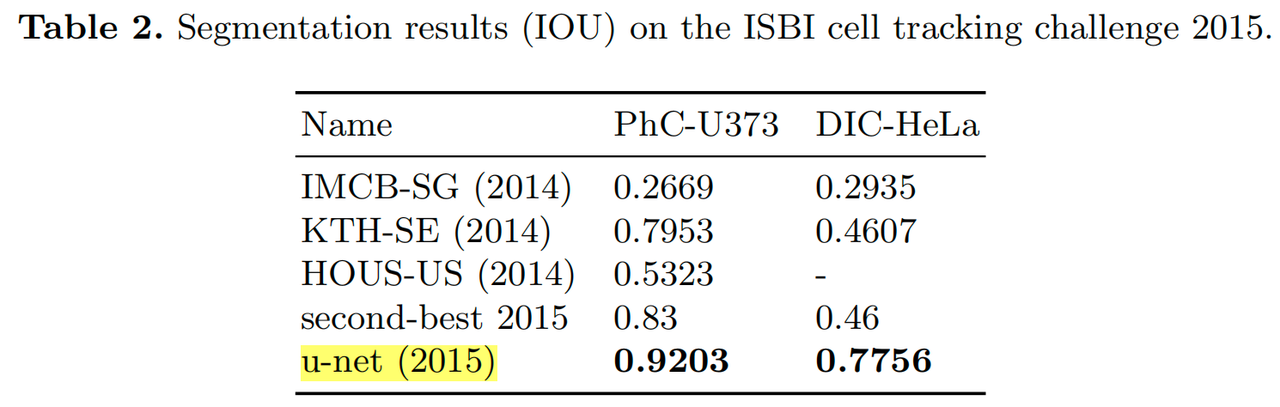 Table 2. Segmentation results (IOU) on the ISBI cell tracking challenge 2015.
Name PhC-U373 DIC-HeLa
IMCB-SG (2014) 0.2669 0.2935
KTH-SE (2014) 0.7953 0.4607
HOUS-US (2014) 0.5323 -
second-best 2015 0.83 0.46
u-net (2015) 0.9203 0.7756